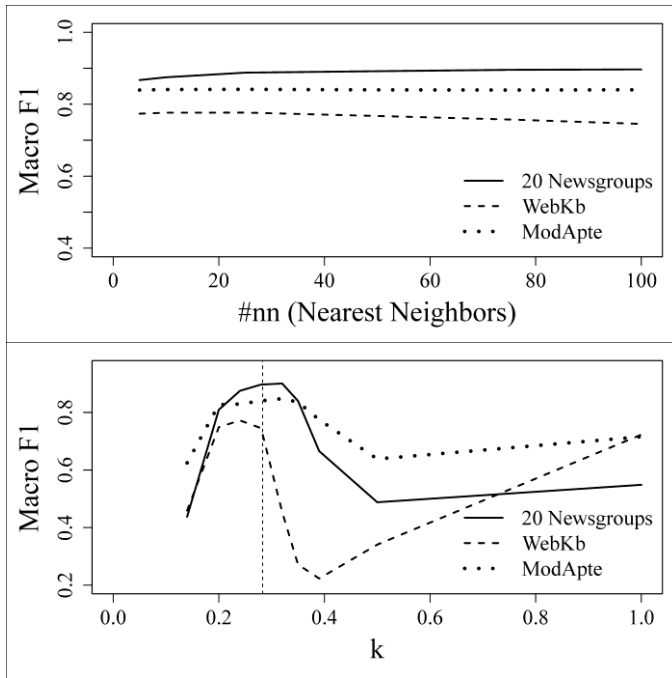 1.0
0.8
0.6
0.4
Macro F1
20 Newsgroups
WebKb
ModApte
0 20 40 60 80 100
#nn (Nearest Neighbors)
0.8
0.6
0.4
0.2
Macro F1
20 Newsgroups
WebKb
ModApte
0.0 0.2 0.4 0.6 0.8 1.0
k